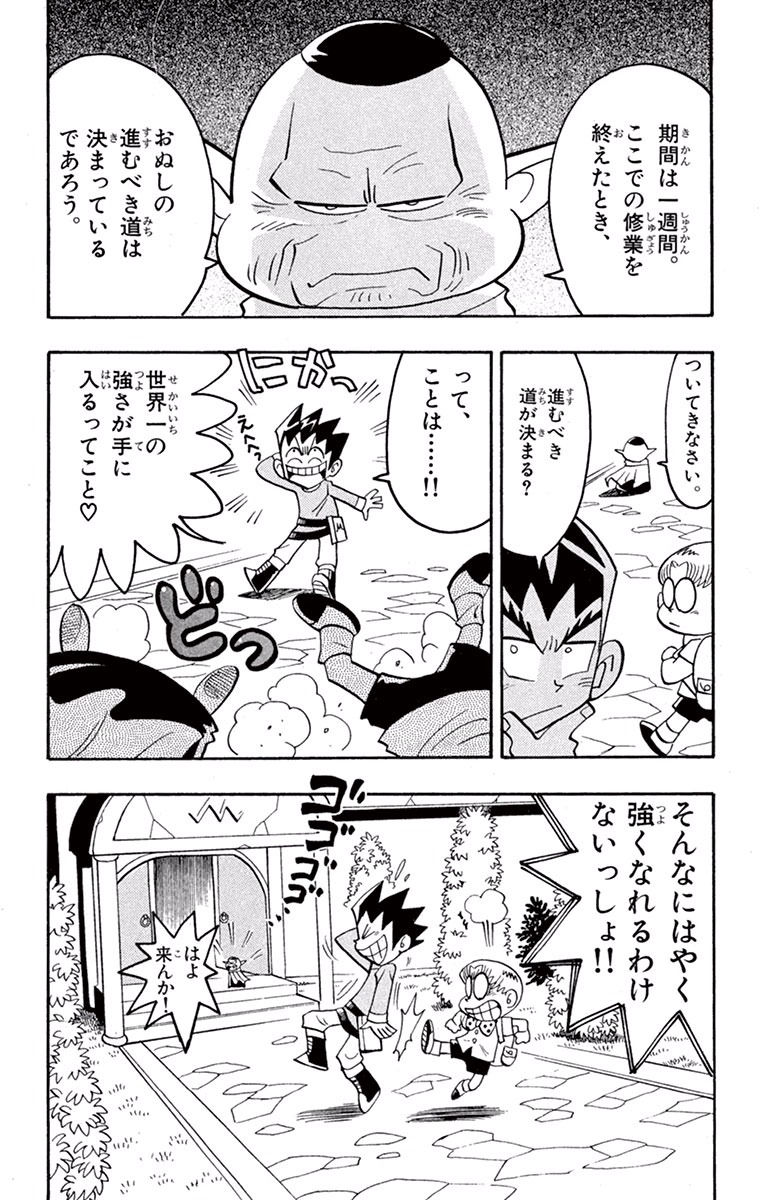 期間は一週間。
ここでの修業を
終えたとき、
おぬしの
進むべき道は
決まっている
であろう。
ついてきなさい。
進むべき
道が決まる?
って、
ことは……!!
にかっ
えへへっ
世界一の
強さが手に
入るってこと♡
どっ
そんなにはやく
強くなれるわけ
ないっしょ!!
ゴゴゴ
はよ
来んか!